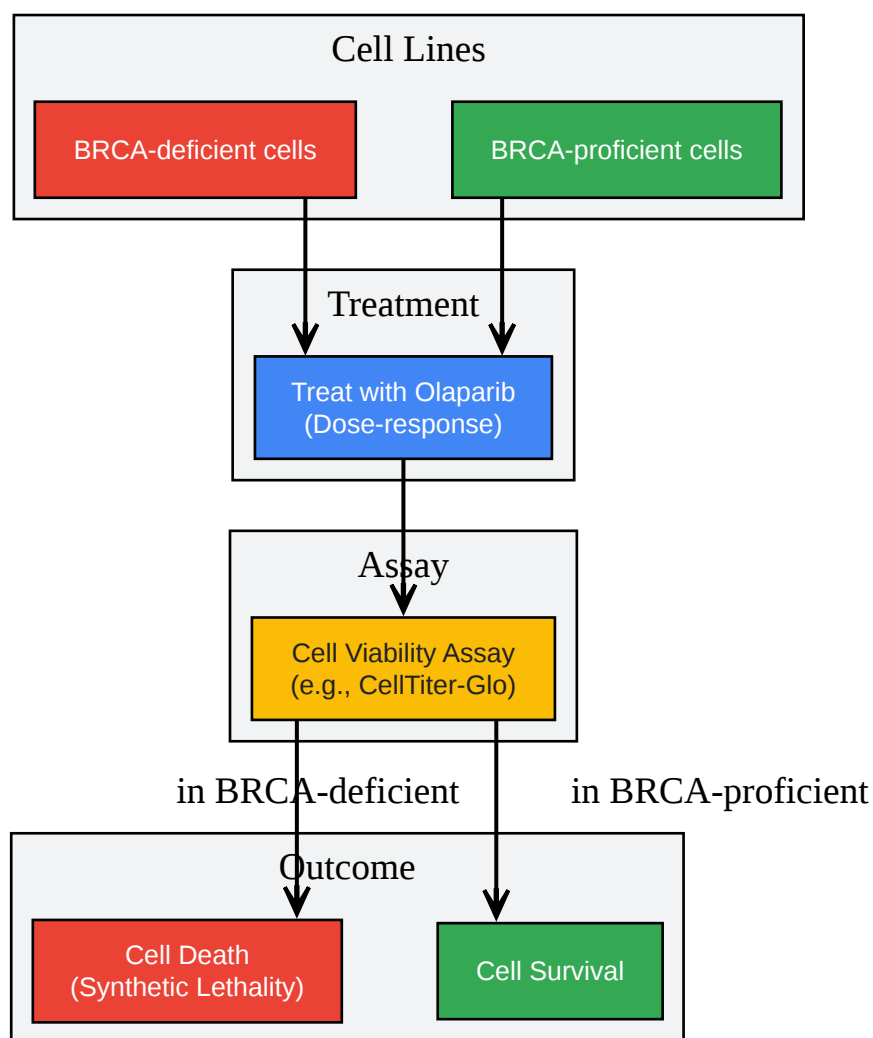 Cell Lines
BRCA-deficient cells
BRCA-proficient cells
Treatment
Treat with Olaparib
(Dose-response)
Assay
Cell Viability Assay
(e.g., CellTiter-Glo)
in BRCA-deficient
in BRCA-proficient
Outcome
Cell Death
(Synthetic Lethality)
Cell Survival